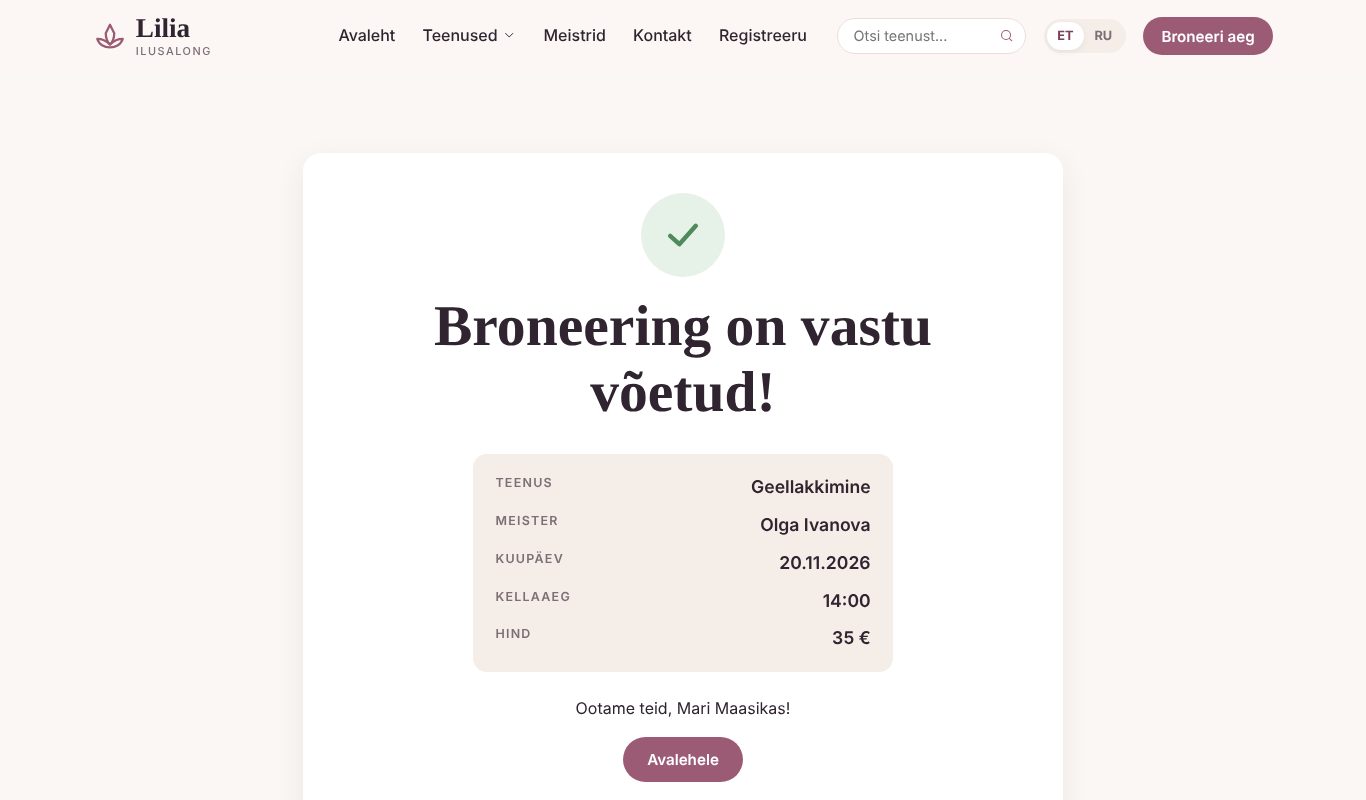 Lilia
ILUSALONG
Avaleht Teenused Meistrid Kontakt Registreeru Otsi teenust... ET RU Broneeri aeg
Broneering on vastu
võetud!
TEENUS Geellakkimine
MEISTER Olga Ivanova
KUUPÄEV 20.11.2026
KELLAAEG 14:00
HIND 35 €
Ootame teid, Mari Maasikas!
Avalehele